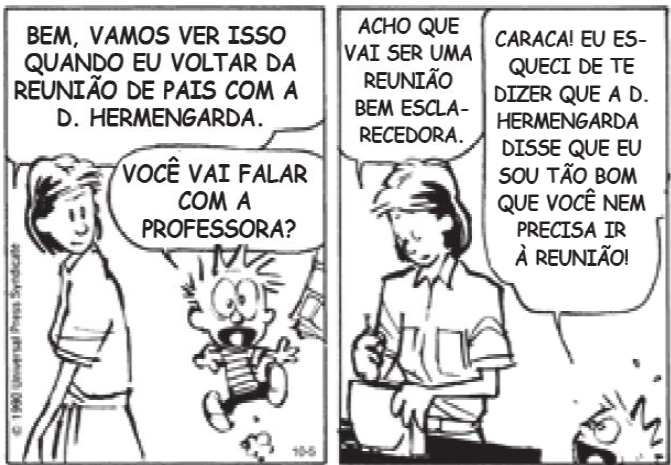 BEM, VAMOS VER ISSO
QUANDO EU VOLTAR DA
REUNIÃO DE PAIS COM A
D. HERMENGARDA.
VOCÊ VAI FALAR
COM A
PROFESSORA?
© 1990 Universal Press Syndicate
10-5
ACHO QUE
VAI SER UMA
REUNIÃO
BEM ESCLA-
RECEDORA.
CARACA! EU ES-
QUECI DE TE
DIZER QUE A D.
HERMENGARDA
DISSE QUE EU
SOU TÃO BOM
QUE VOCÊ NEM
PRECISA IR
À REUNIÃO!